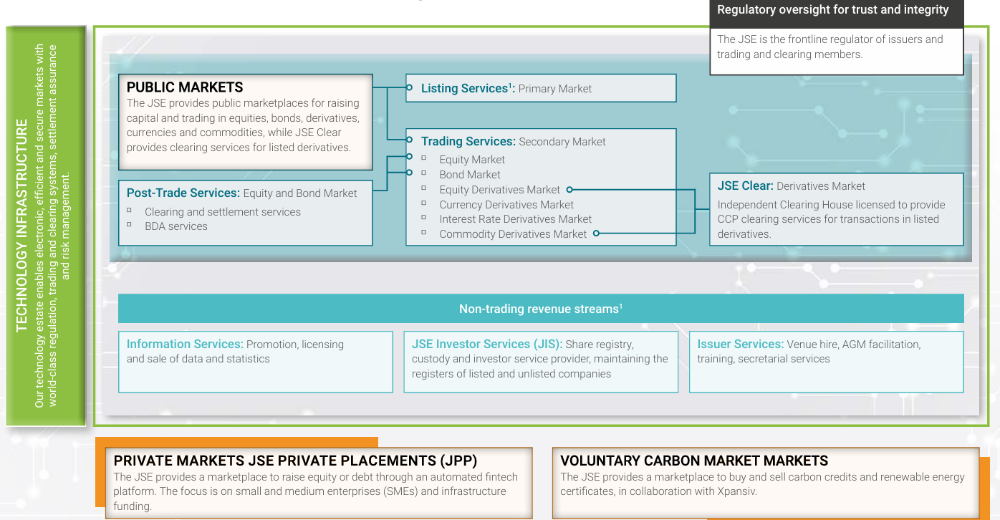 Regulatory oversight for trust and integrity
The JSE is the frontline regulator of issuers and
trading and clearing members.
TECHNOLOGY INFRASTRUCTURE
Our technology estate enables electronic, efficient and secure markets with
world-class regulation, trading and clearing systems, settlement assurance
and risk management.
PUBLIC MARKETS
The JSE provides public marketplaces for raising
capital and trading in equities, bonds, derivatives,
currencies and commodities, while JSE Clear
provides clearing services for listed derivatives.
Post-Trade Services: Equity and Bond Market
Clearing and settlement services
BDA services
Listing Services¹: Primary Market
Trading Services: Secondary Market
Equity Market
Bond Market
Equity Derivatives Market
Currency Derivatives Market
Interest Rate Derivatives Market
Commodity Derivatives Market
JSE Clear: Derivatives Market
Independent Clearing House licensed to provide
CCP clearing services for transactions in listed
derivatives.
Non-trading revenue streams¹
Information Services: Promotion, licensing
and sale of data and statistics
JSE Investor Services (JIS): Share registry,
custody and investor service provider, maintaining the
registers of listed and unlisted companies
Issuer Services: Venue hire, AGM facilitation,
training, secretarial services
PRIVATE MARKETS JSE PRIVATE PLACEMENTS (JPP)
The JSE provides a marketplace to raise equity or debt through an automated fintech
platform. The focus is on small and medium enterprises (SMEs) and infrastructure
funding.
VOLUNTARY CARBON MARKET MARKETS
The JSE provides a marketplace to buy and sell carbon credits and renewable energy
certificates, in collaboration with Xpansiv.